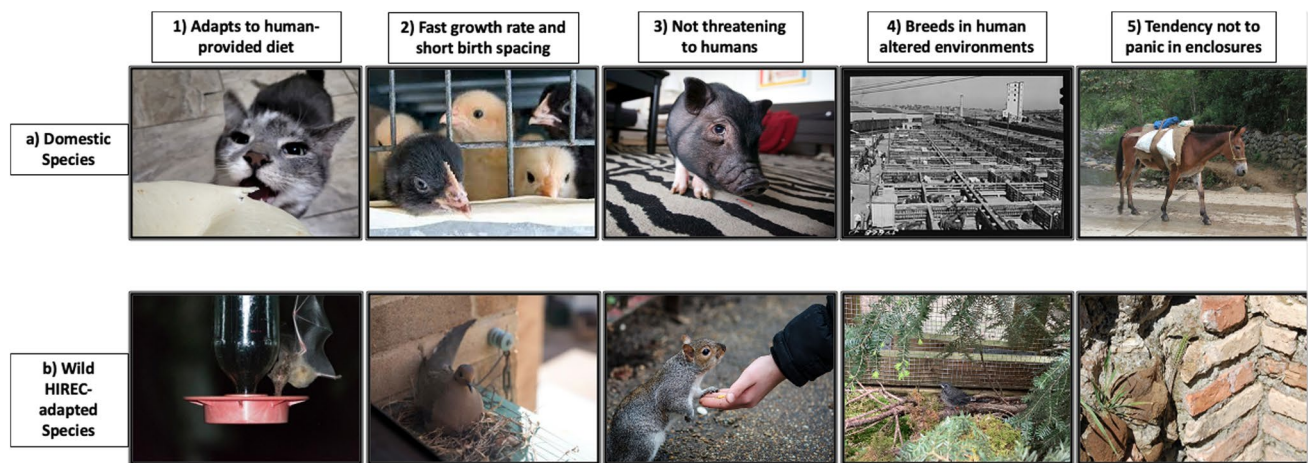 1) Adapts to human-
provided diet
2) Fast growth rate and
short birth spacing
3) Not threatening
to humans
4) Breeds in human
altered environments
5) Tendency not to
panic in enclosures
a) Domestic
Species
b) Wild
HIREC-
adapted
Species